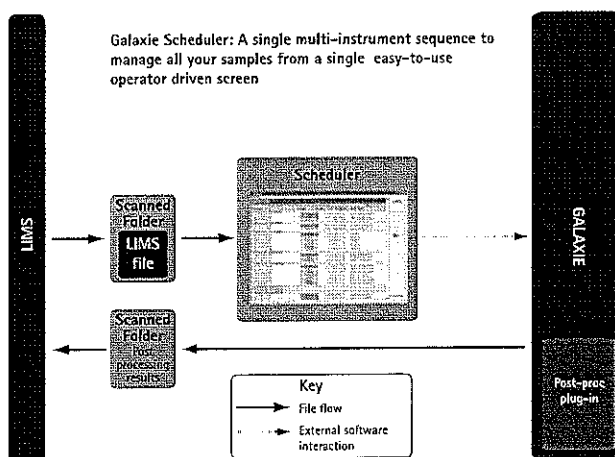 Galaxie Scheduler: A single multi-instrument sequence to
manage all your samples from a single easy-to-use
operator driven screen
LIMS
Scanned
Folder
LIMS
file
Scheduler
GALAXIE
Scanned
Folder
Post
processing
results
Post-proc
plug-in
Key
File flow
External software
interaction